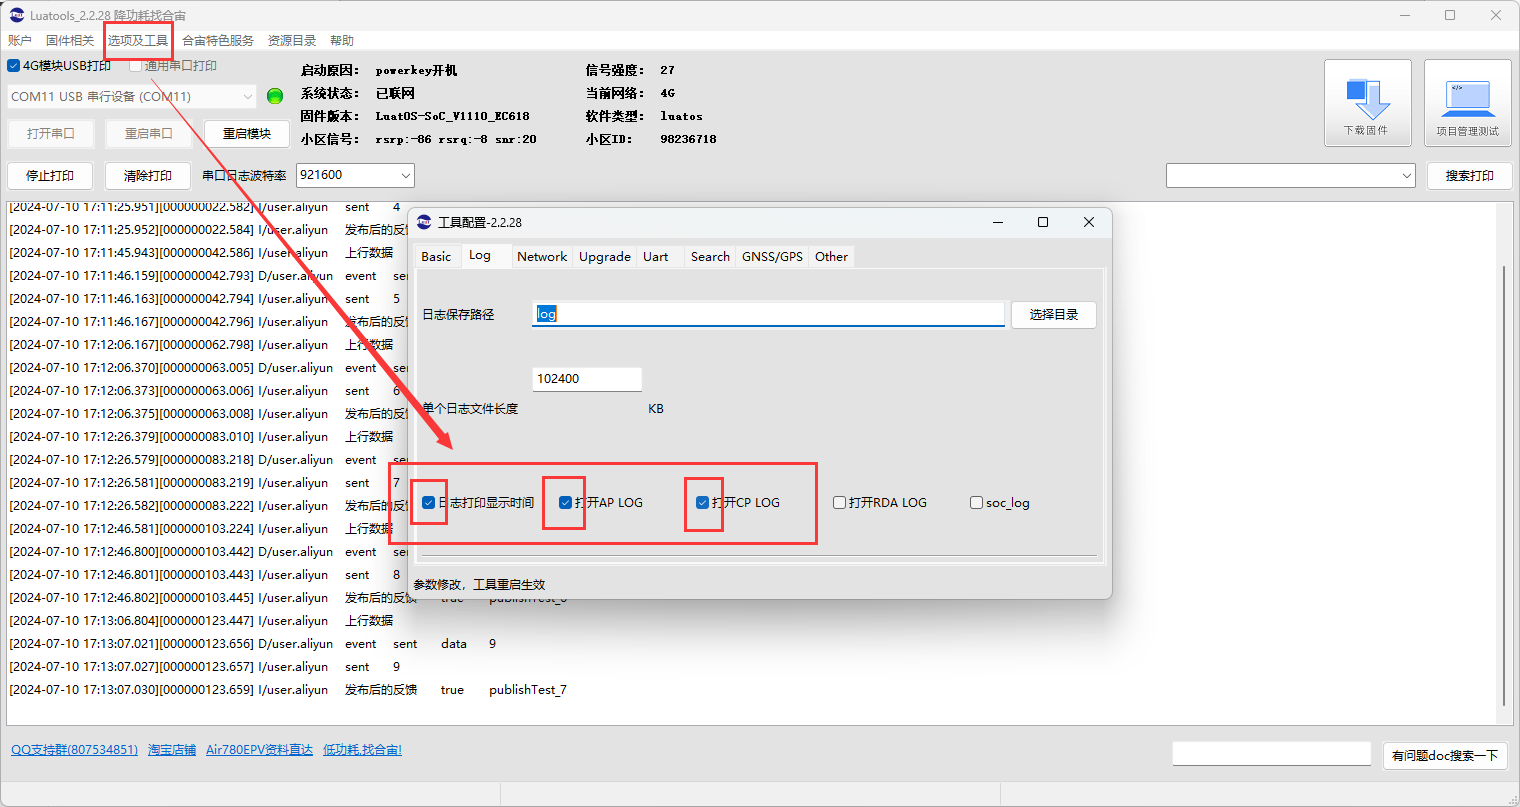 Luatools_2.2.28 降功耗找合宙
账户 固件相关 选项及工具 合宙特色服务 资源目录 帮助
4G模块USB打印 通用串口打印
COM11 USB 串行设备 (COM11)
打开串口 重启串口 重启模块
启动原因： powerkey开机 信号强度： 27
系统状态： 已联网 当前网络： 4G
固件版本： LuatOS-SoC_V1110_EC618 软件类型： luatos
小区信号： rsrp:-86 rsrq:-8 snr:20 小区ID： 98236718
下载固件 项目管理测试
停止打印 清除打印 串口日志波特率 921600 搜索打印
[2024-07-10 17:11:25.951][000000022.582] I/user.aliyun sent 4
[2024-07-10 17:11:25.952][000000022.584] I/user.aliyun 发布后的反
[2024-07-10 17:11:45.943][000000042.586] I/user.aliyun 上行数据
[2024-07-10 17:11:46.159][000000042.793] D/user.aliyun event se
[2024-07-10 17:11:46.163][000000042.794] I/user.aliyun sent 5
[2024-07-10 17:11:46.167][000000042.796] I/user.aliyun 发布后的反
[2024-07-10 17:12:06.167][000000062.798] I/user.aliyun 上行数据
[2024-07-10 17:12:06.370][000000063.005] D/user.aliyun event se
[2024-07-10 17:12:06.373][000000063.006] I/user.aliyun sent 6
[2024-07-10 17:12:06.375][000000063.008] I/user.aliyun 发布后的反
[2024-07-10 17:12:26.379][000000083.010] I/user.aliyun 上行数据
[2024-07-10 17:12:26.579][000000083.218] D/user.aliyun event se
[2024-07-10 17:12:26.581][000000083.219] I/user.aliyun sent 7
[2024-07-10 17:12:26.582][000000083.222] I/user.aliyun 发布后的反
[2024-07-10 17:12:46.581][000000103.224] I/user.aliyun 上行数据
[2024-07-10 17:12:46.800][000000103.442] D/user.aliyun event se
[2024-07-10 17:12:46.801][000000103.443] I/user.aliyun sent 8
[2024-07-10 17:12:46.802][000000103.445] I/user.aliyun 发布后的反馈 true publishTest_6
[2024-07-10 17:13:06.804][000000123.447] I/user.aliyun 上行数据
[2024-07-10 17:13:07.021][000000123.656] D/user.aliyun event sent data 9
[2024-07-10 17:13:07.027][000000123.657] I/user.aliyun sent 9
[2024-07-10 17:13:07.030][000000123.659] I/user.aliyun 发布后的反馈 true publishTest_7
工具配置-2.2.28
Basic Log Network Upgrade Uart Search GNSS/GPS Other
日志保存路径 log 选择目录
102400
单个日志文件长度 KB
日志打印显示时间 打开AP LOG 打开CP LOG 打开RDA LOG soc_log
参数修改，工具重启生效
QQ支持群(807534851) 淘宝店铺 Air780EPV资料直达 低功耗,找合宙!
有问题doc搜索一下